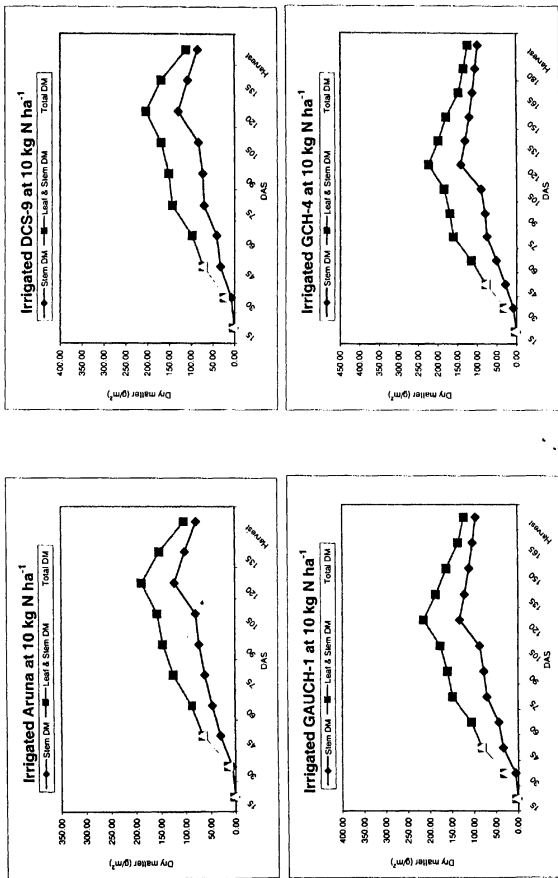 Irrigated Aruna at 10 kg N ha⁻¹
Stem DM Leaf & Stem DM Total DM
400.00
350.00
300.00
250.00
200.00
150.00
100.00
50.00
0.00
Dry matter (g/m²)
15 30 45 60 75 90 105 120 135 Harvest
DAS
Irrigated DCS-9 at 10 kg N ha⁻¹
Stem DM Leaf & Stem DM Total DM
400.00
350.00
300.00
250.00
200.00
150.00
100.00
50.00
0.00
Dry matter (g/m²)
15 30 45 60 75 90 105 120 135 Harvest
DAS
Irrigated GAUCH-1 at 10 kg N ha⁻¹
Stem DM Leaf & Stem DM Total DM
400.00
350.00
300.00
250.00
200.00
150.00
100.00
50.00
0.00
Dry matter (g/m²)
15 30 45 60 75 90 105 120 135 150 165 Harvest
DAS
Irrigated GCH-4 at 10 kg N ha⁻¹
Stem DM Leaf & Stem DM Total DM
450.00
400.00
350.00
300.00
250.00
200.00
150.00
100.00
50.00
0.00
Dry matter (g/m²)
15 30 45 60 75 90 105 120 135 150 165 180 Harvest
DAS